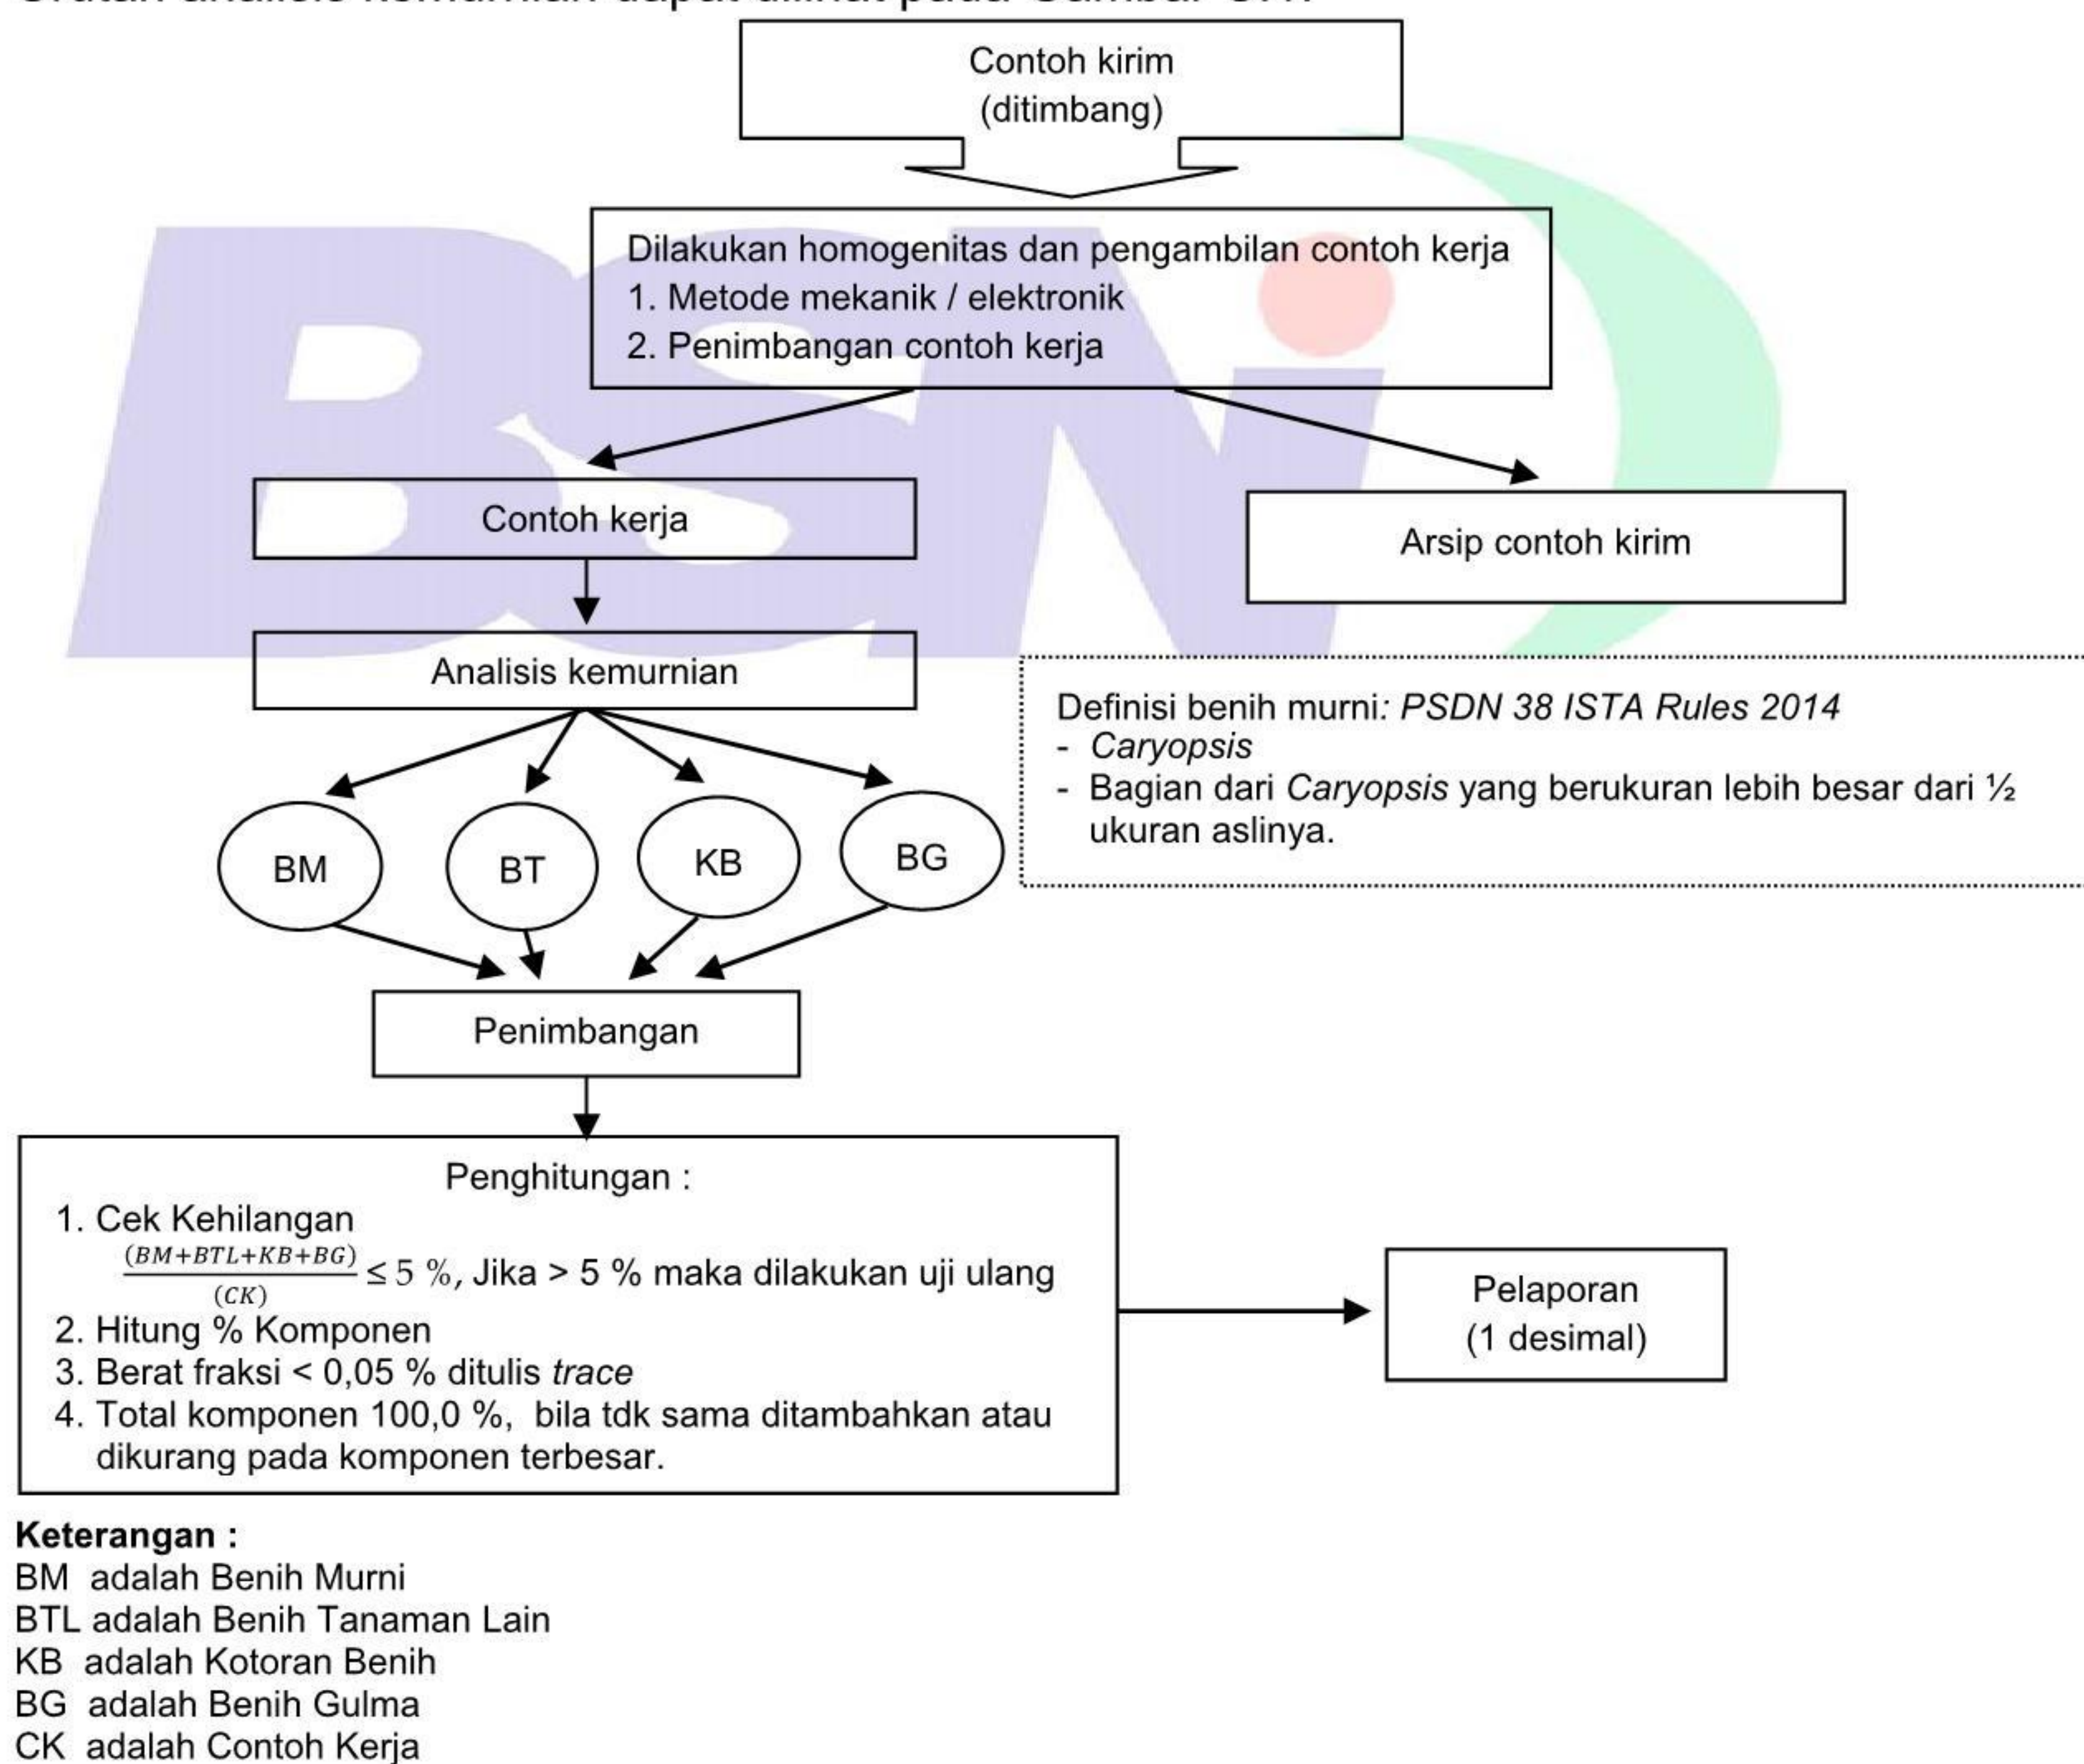 Contoh kirim
(ditimbang)
Dilakukan homogenitas dan pengambilan contoh kerja
1. Metode mekanik / elektronik
2. Penimbangan contoh kerja
Contoh kerja
Arsip contoh kirim
Analisis kemurnian
Definisi benih murni: PSDN 38 ISTA Rules 2014
- Caryopsis
- Bagian dari Caryopsis yang berukuran lebih besar dari ½
ukuran aslinya.
BM
BT
KB
BG
Penimbangan
Penghitungan :
1. Cek Kehilangan
(BM+BTL+KB+BG)
(CK)
≤ 5 %, Jika > 5 % maka dilakukan uji ulang
2. Hitung % Komponen
3. Berat fraksi < 0,05 % ditulis trace
4. Total komponen 100,0 %, bila tdk sama ditambahkan atau
dikurang pada komponen terbesar.
Pelaporan
(1 desimal)
Keterangan :
BM adalah Benih Murni
BTL adalah Benih Tanaman Lain
KB adalah Kotoran Benih
BG adalah Benih Gulma
CK adalah Contoh Kerja
BSN